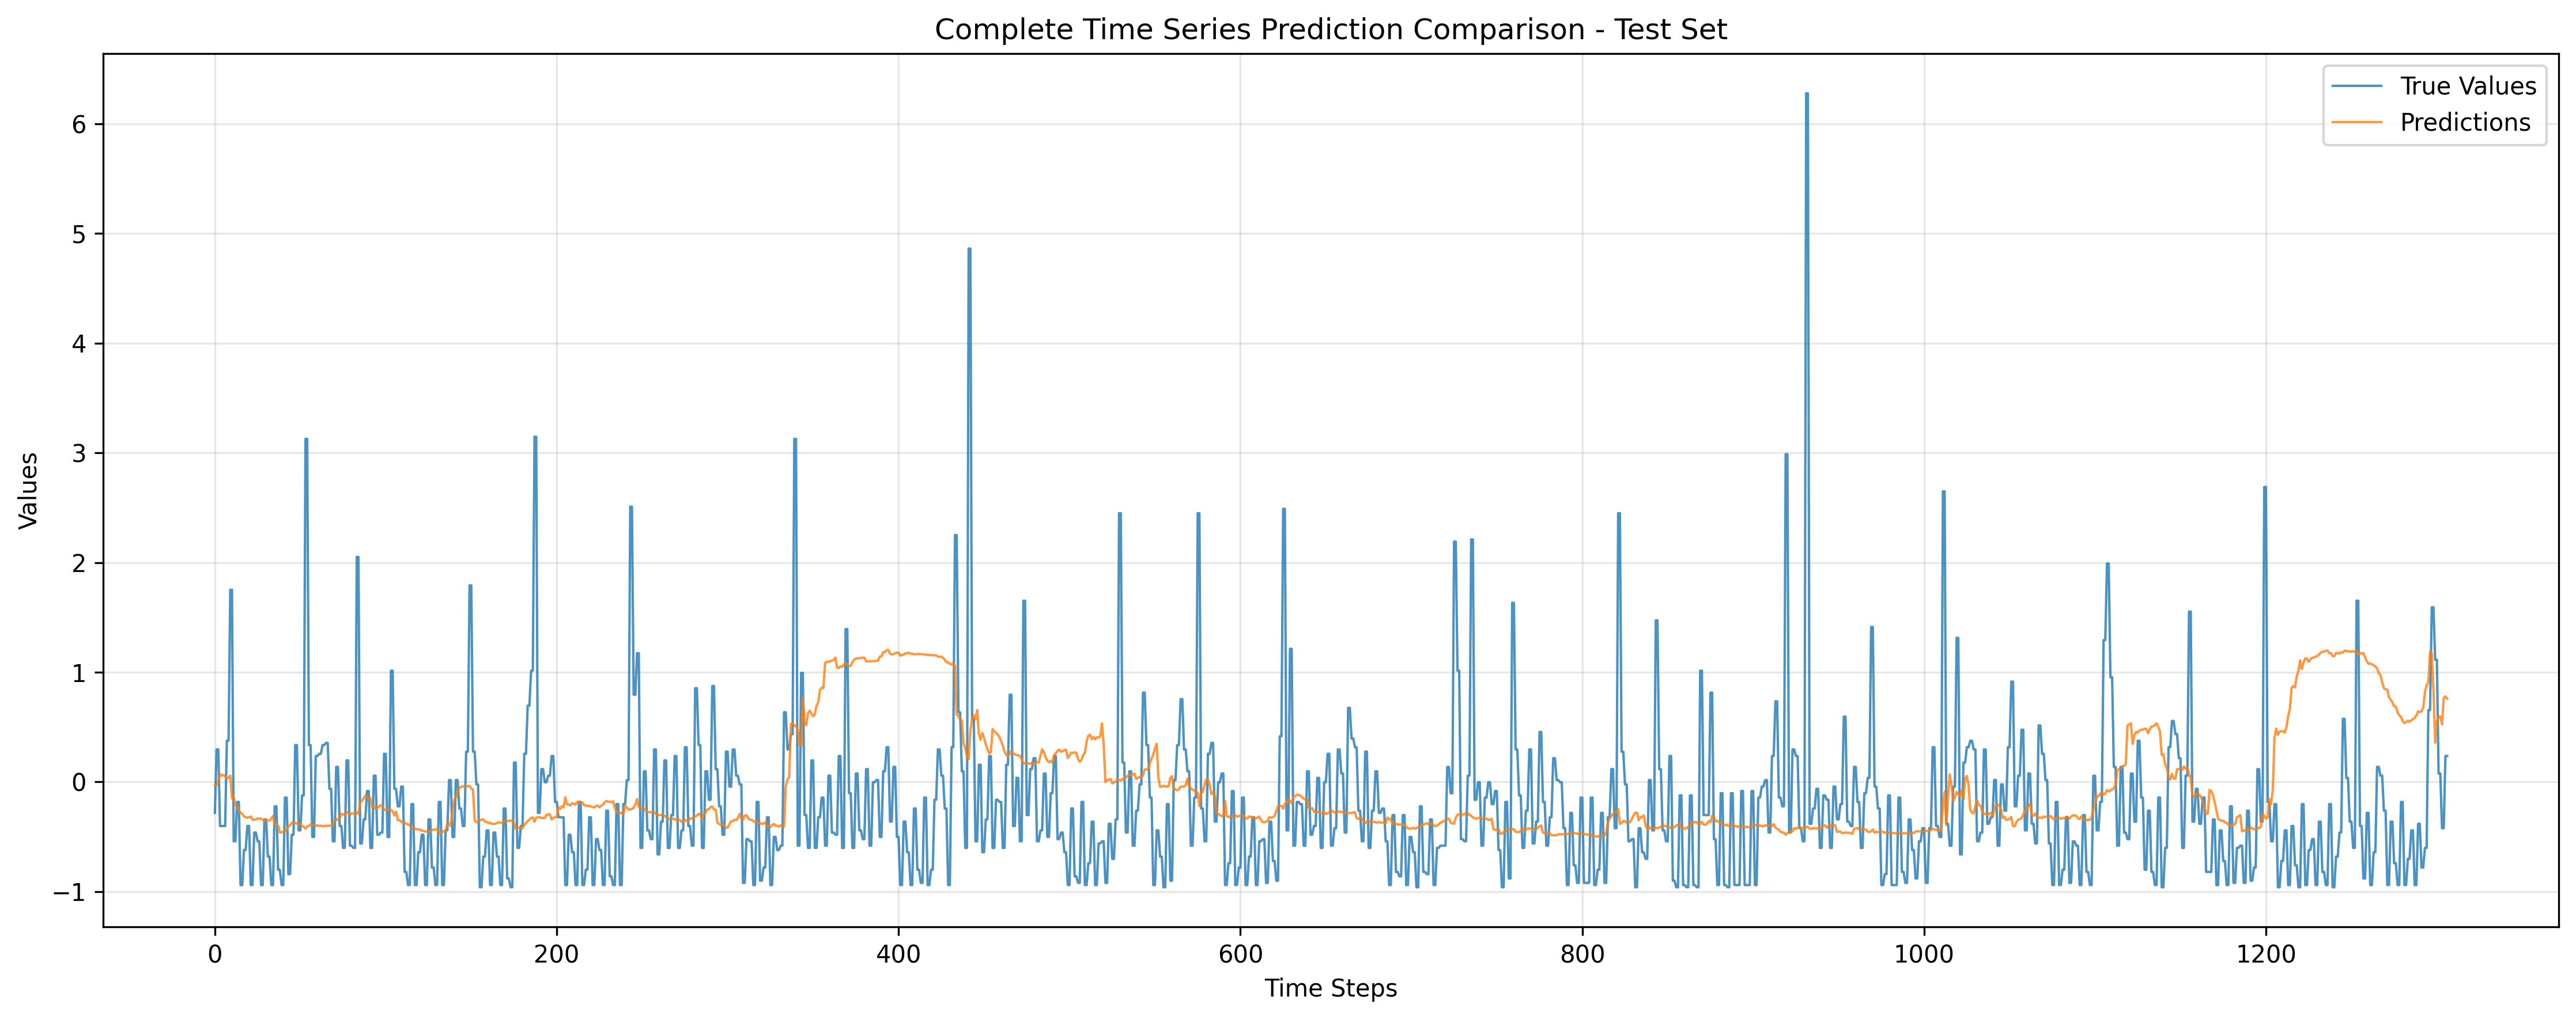 Complete Time Series Prediction Comparison - Test Set
True Values
Predictions
Values
6
5
4
3
2
1
0
−1
0 200 400 600 800 1000 1200
Time Steps